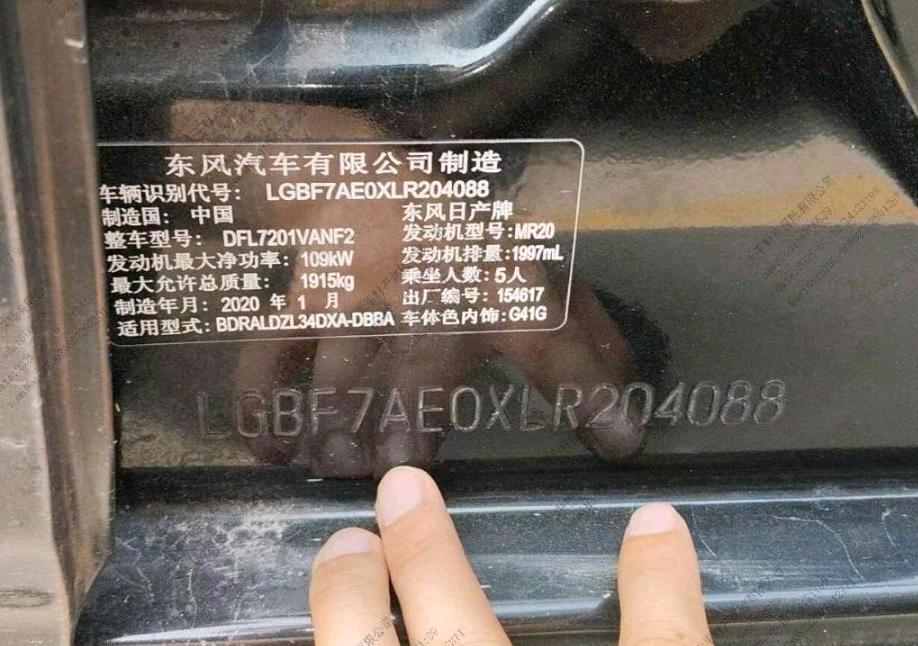 东风汽车有限公司制造
车辆识别代号: LGBF7AE0XLR204088
制造国: 中国 东风日产牌
整车型号: DFL7201VANF2 发动机型号:MR20
发动机最大净功率: 109kW 发动机排量:1997mL
最大允许总质量: 1915kg 乘坐人数:5人
制造年月: 2020 年 1 月 出厂编号: 154617
适用型式:BDRALDZL34DXA-DBBA 车体色内饰:G41G
LGBF7AE0XLR204088